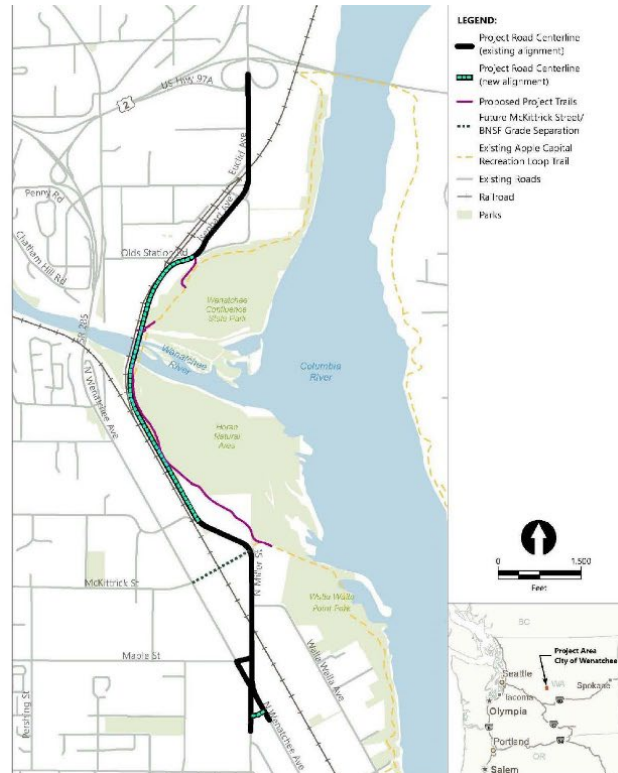 LEGEND:
Project Road Centerline
(existing alignment)
Project Road Centerline
(new alignment)
Proposed Project Trails
Future McKittrick Street/
BNSF Grade Separation
Existing Apple Capital
Recreation Loop Trail
Existing Roads
Railroad
Parks
US Hwy 97A
2
Euclid Ave
Penny Rd
Chatham Hill Rd
Olds Station Rd
SR 285
Wenatchee
Confluence
State Park
Wenatchee
River
Columbia
River
N Wenatchee Ave
Horan
Natural
Area
McKittrick St
N Miller St
Walla Walla
Point Park
Maple St
Walla Walla Ave
Pershing St
N Wenatchee Ave
0
1,500
Feet
BC
Project Area
City of Wenatchee
Seattle
WA
Spokane
Tacoma
Olympia
Portland
OR
Salem